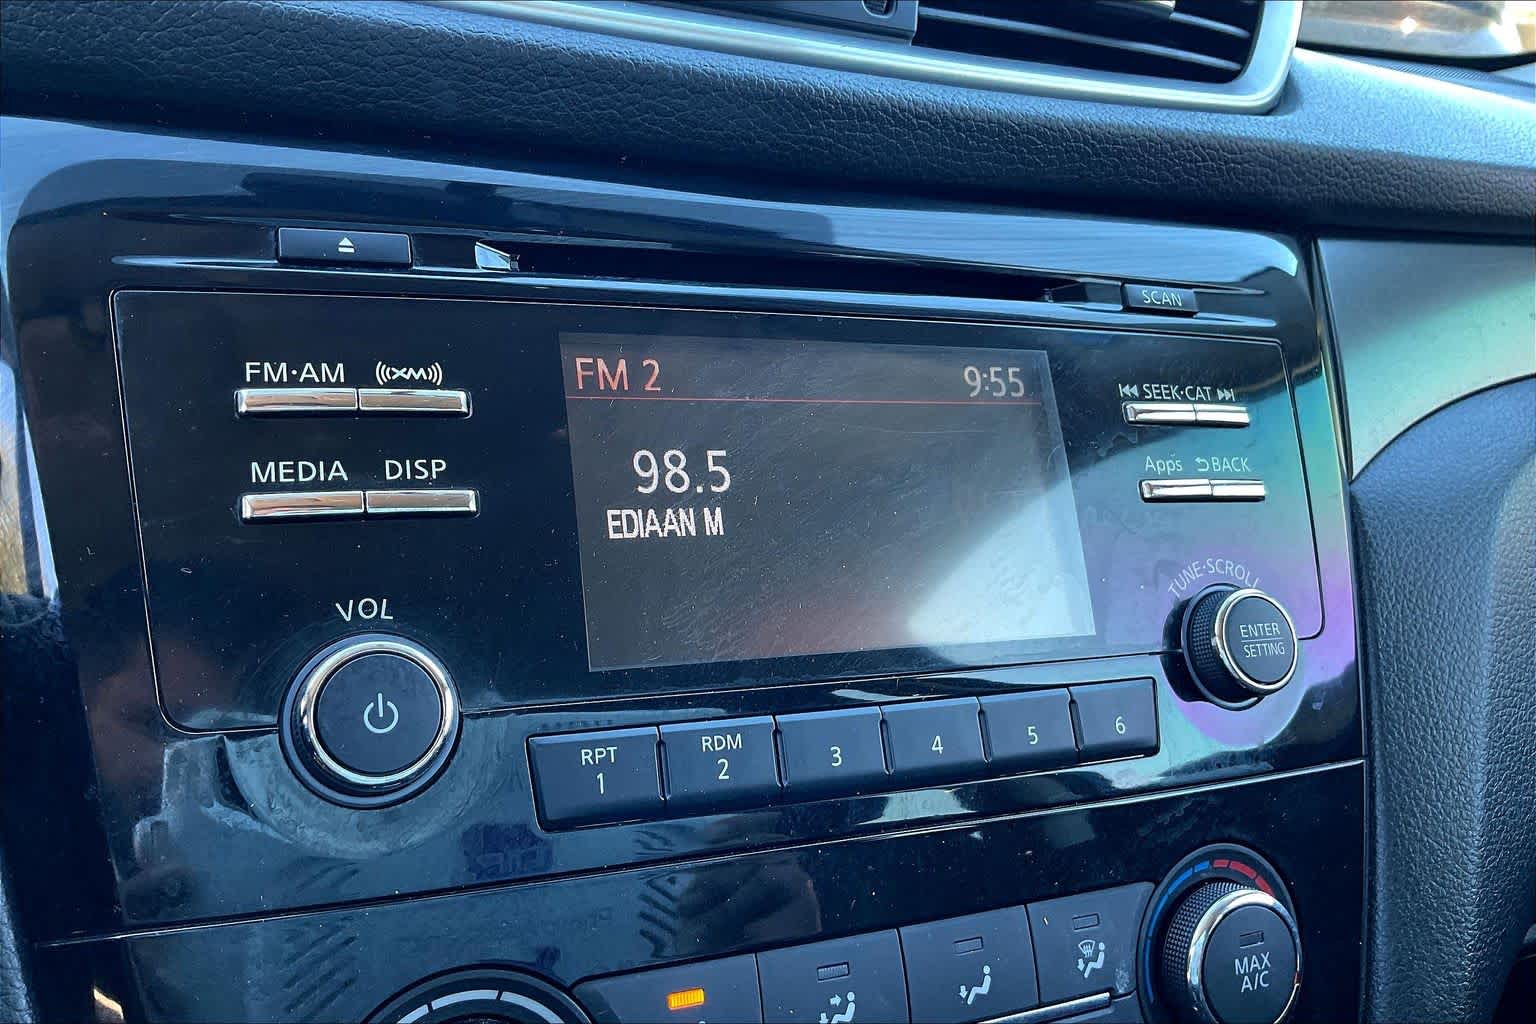 SCAN
FM·AM
((XM))
SEEK·CAT
MEDIA
DISP
Apps
BACK
FM 2
9:55
98.5
EDIAAN M
VOL
TUNE·SCROLL
ENTER
SETTING
RPT
1
RDM
2
3
4
5
6
MAX
A/C